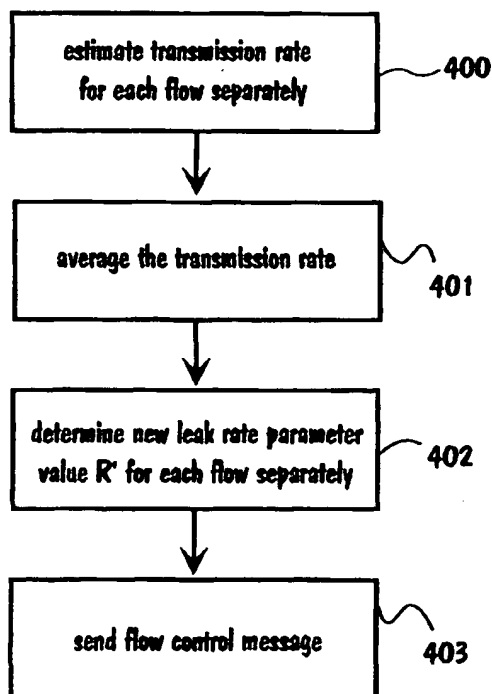 estimate transmission rate
for each flow separately
400
average the transmission rate
401
determine new leak rate parameter
value R' for each flow separately
402
send flow control message
403